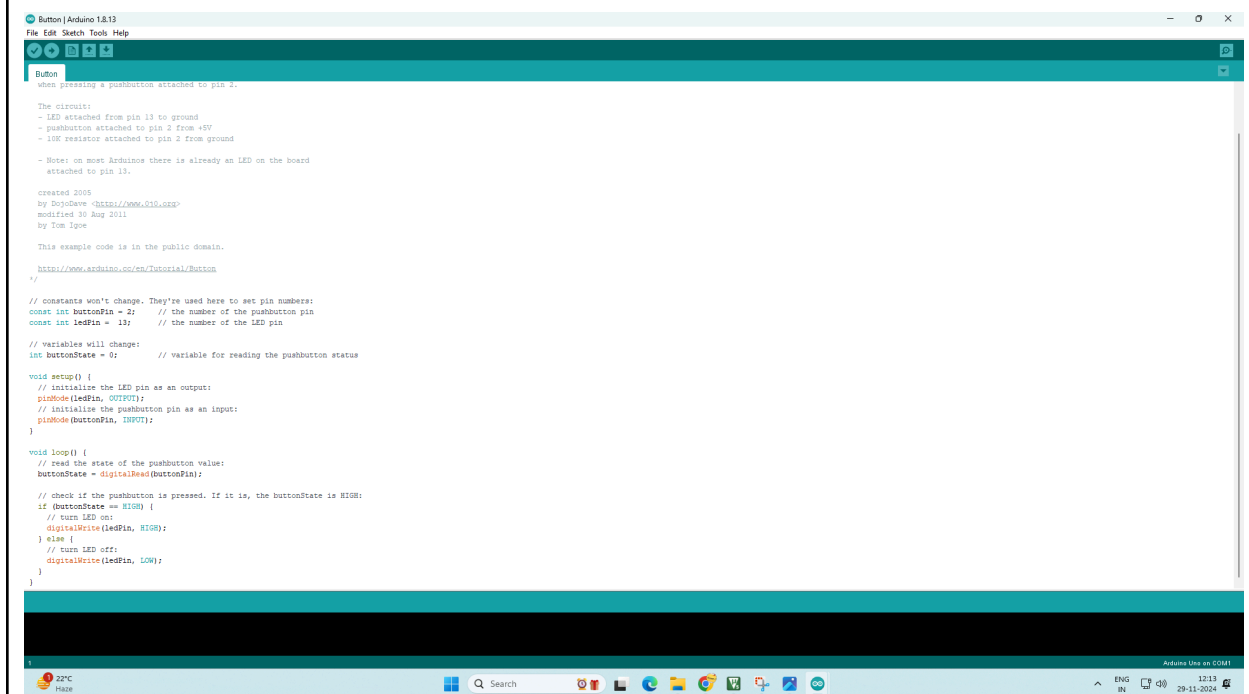 Button | Arduino 1.8.13
File Edit Sketch Tools Help
Button
when pressing a pushbutton attached to pin 2.
The circuit:
- LED attached from pin 13 to ground
- pushbutton attached to pin 2 from +5V
- 10K resistor attached to pin 2 from ground
- Note: on most Arduinos there is already an LED on the board
attached to pin 13.
created 2005
by DojoDave <http://www.0j0.org>
modified 30 Aug 2011
by Tom Igoe
This example code is in the public domain.
http://www.arduino.cc/en/Tutorial/Button
*/
// constants won't change. They're used here to set pin numbers:
const int buttonPin = 2;     // the number of the pushbutton pin
const int ledPin =  13;      // the number of the LED pin
// variables will change:
int buttonState = 0;         // variable for reading the pushbutton status
void setup() {
  // initialize the LED pin as an output:
  pinMode(ledPin, OUTPUT);
  // initialize the pushbutton pin as an input:
  pinMode(buttonPin, INPUT);
}
void loop() {
  // read the state of the pushbutton value:
  buttonState = digitalRead(buttonPin);
  // check if the pushbutton is pressed. If it is, the buttonState is HIGH:
  if (buttonState == HIGH) {
    // turn LED on:
    digitalWrite(ledPin, HIGH);
  } else {
    // turn LED off:
    digitalWrite(ledPin, LOW);
  }
}
1
Arduino Uno on COM1
1
22°C
Haze
Search
ENG
IN
12:13
29-11-2024